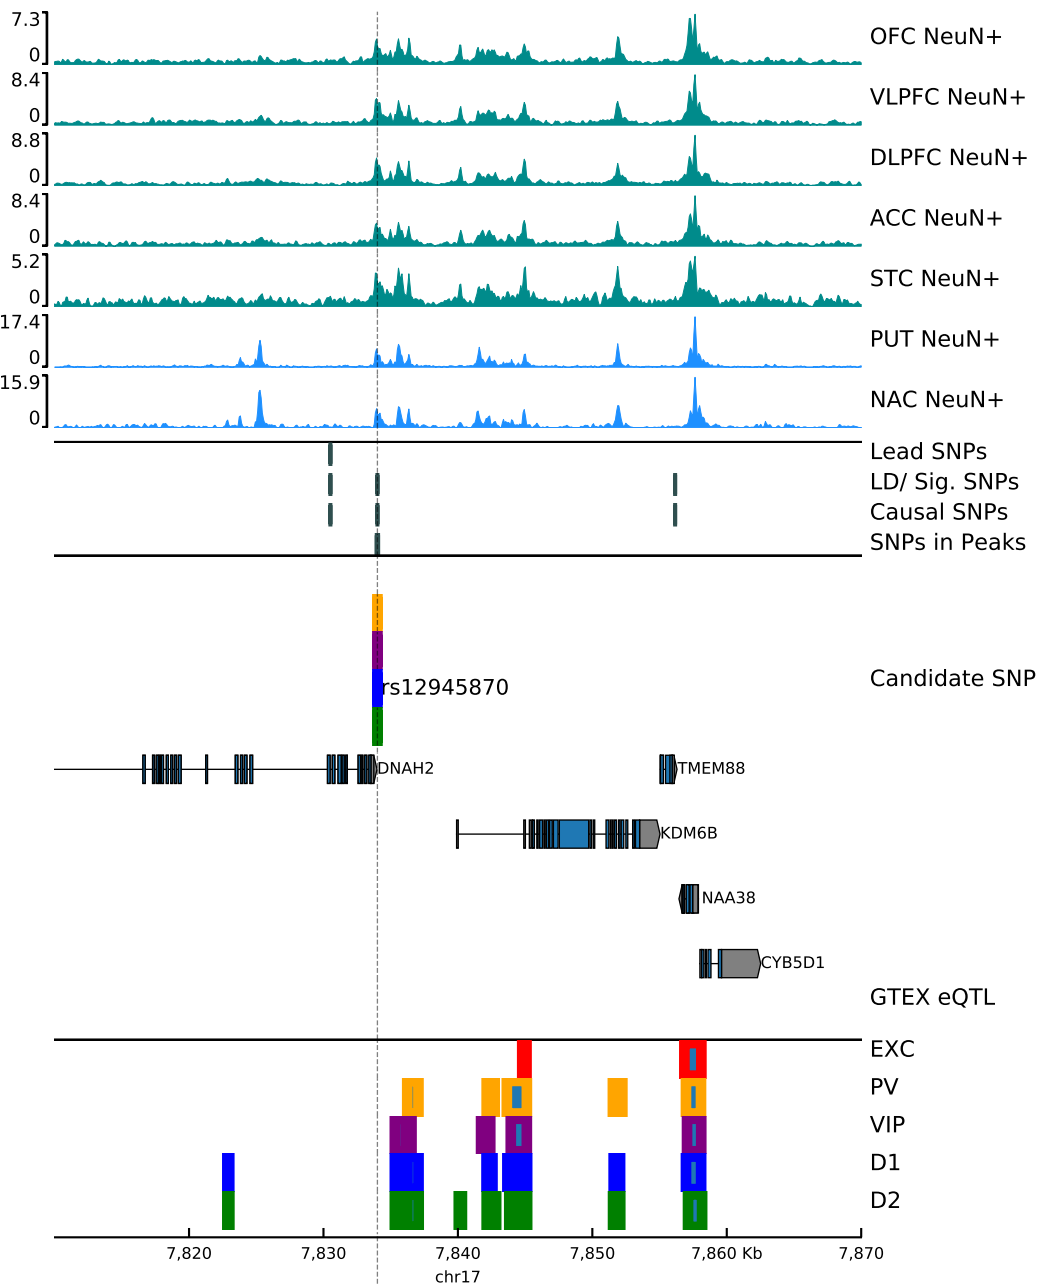 7.3
0
OFC NeuN+
8.4
0
VLPFC NeuN+
8.8
0
DLPFC NeuN+
8.4
0
ACC NeuN+
5.2
0
STC NeuN+
17.4
0
PUT NeuN+
15.9
0
NAC NeuN+
Lead SNPs
LD/ Sig. SNPs
Causal SNPs
SNPs in Peaks
Candidate SNP
rs12945870
DNAH2
TMEM88
KDM6B
NAA38
CYB5D1
GTEX eQTL
EXC
PV
VIP
D1
D2
7,820 7,830 7,840 7,850 7,860 Kb 7,870
chr17